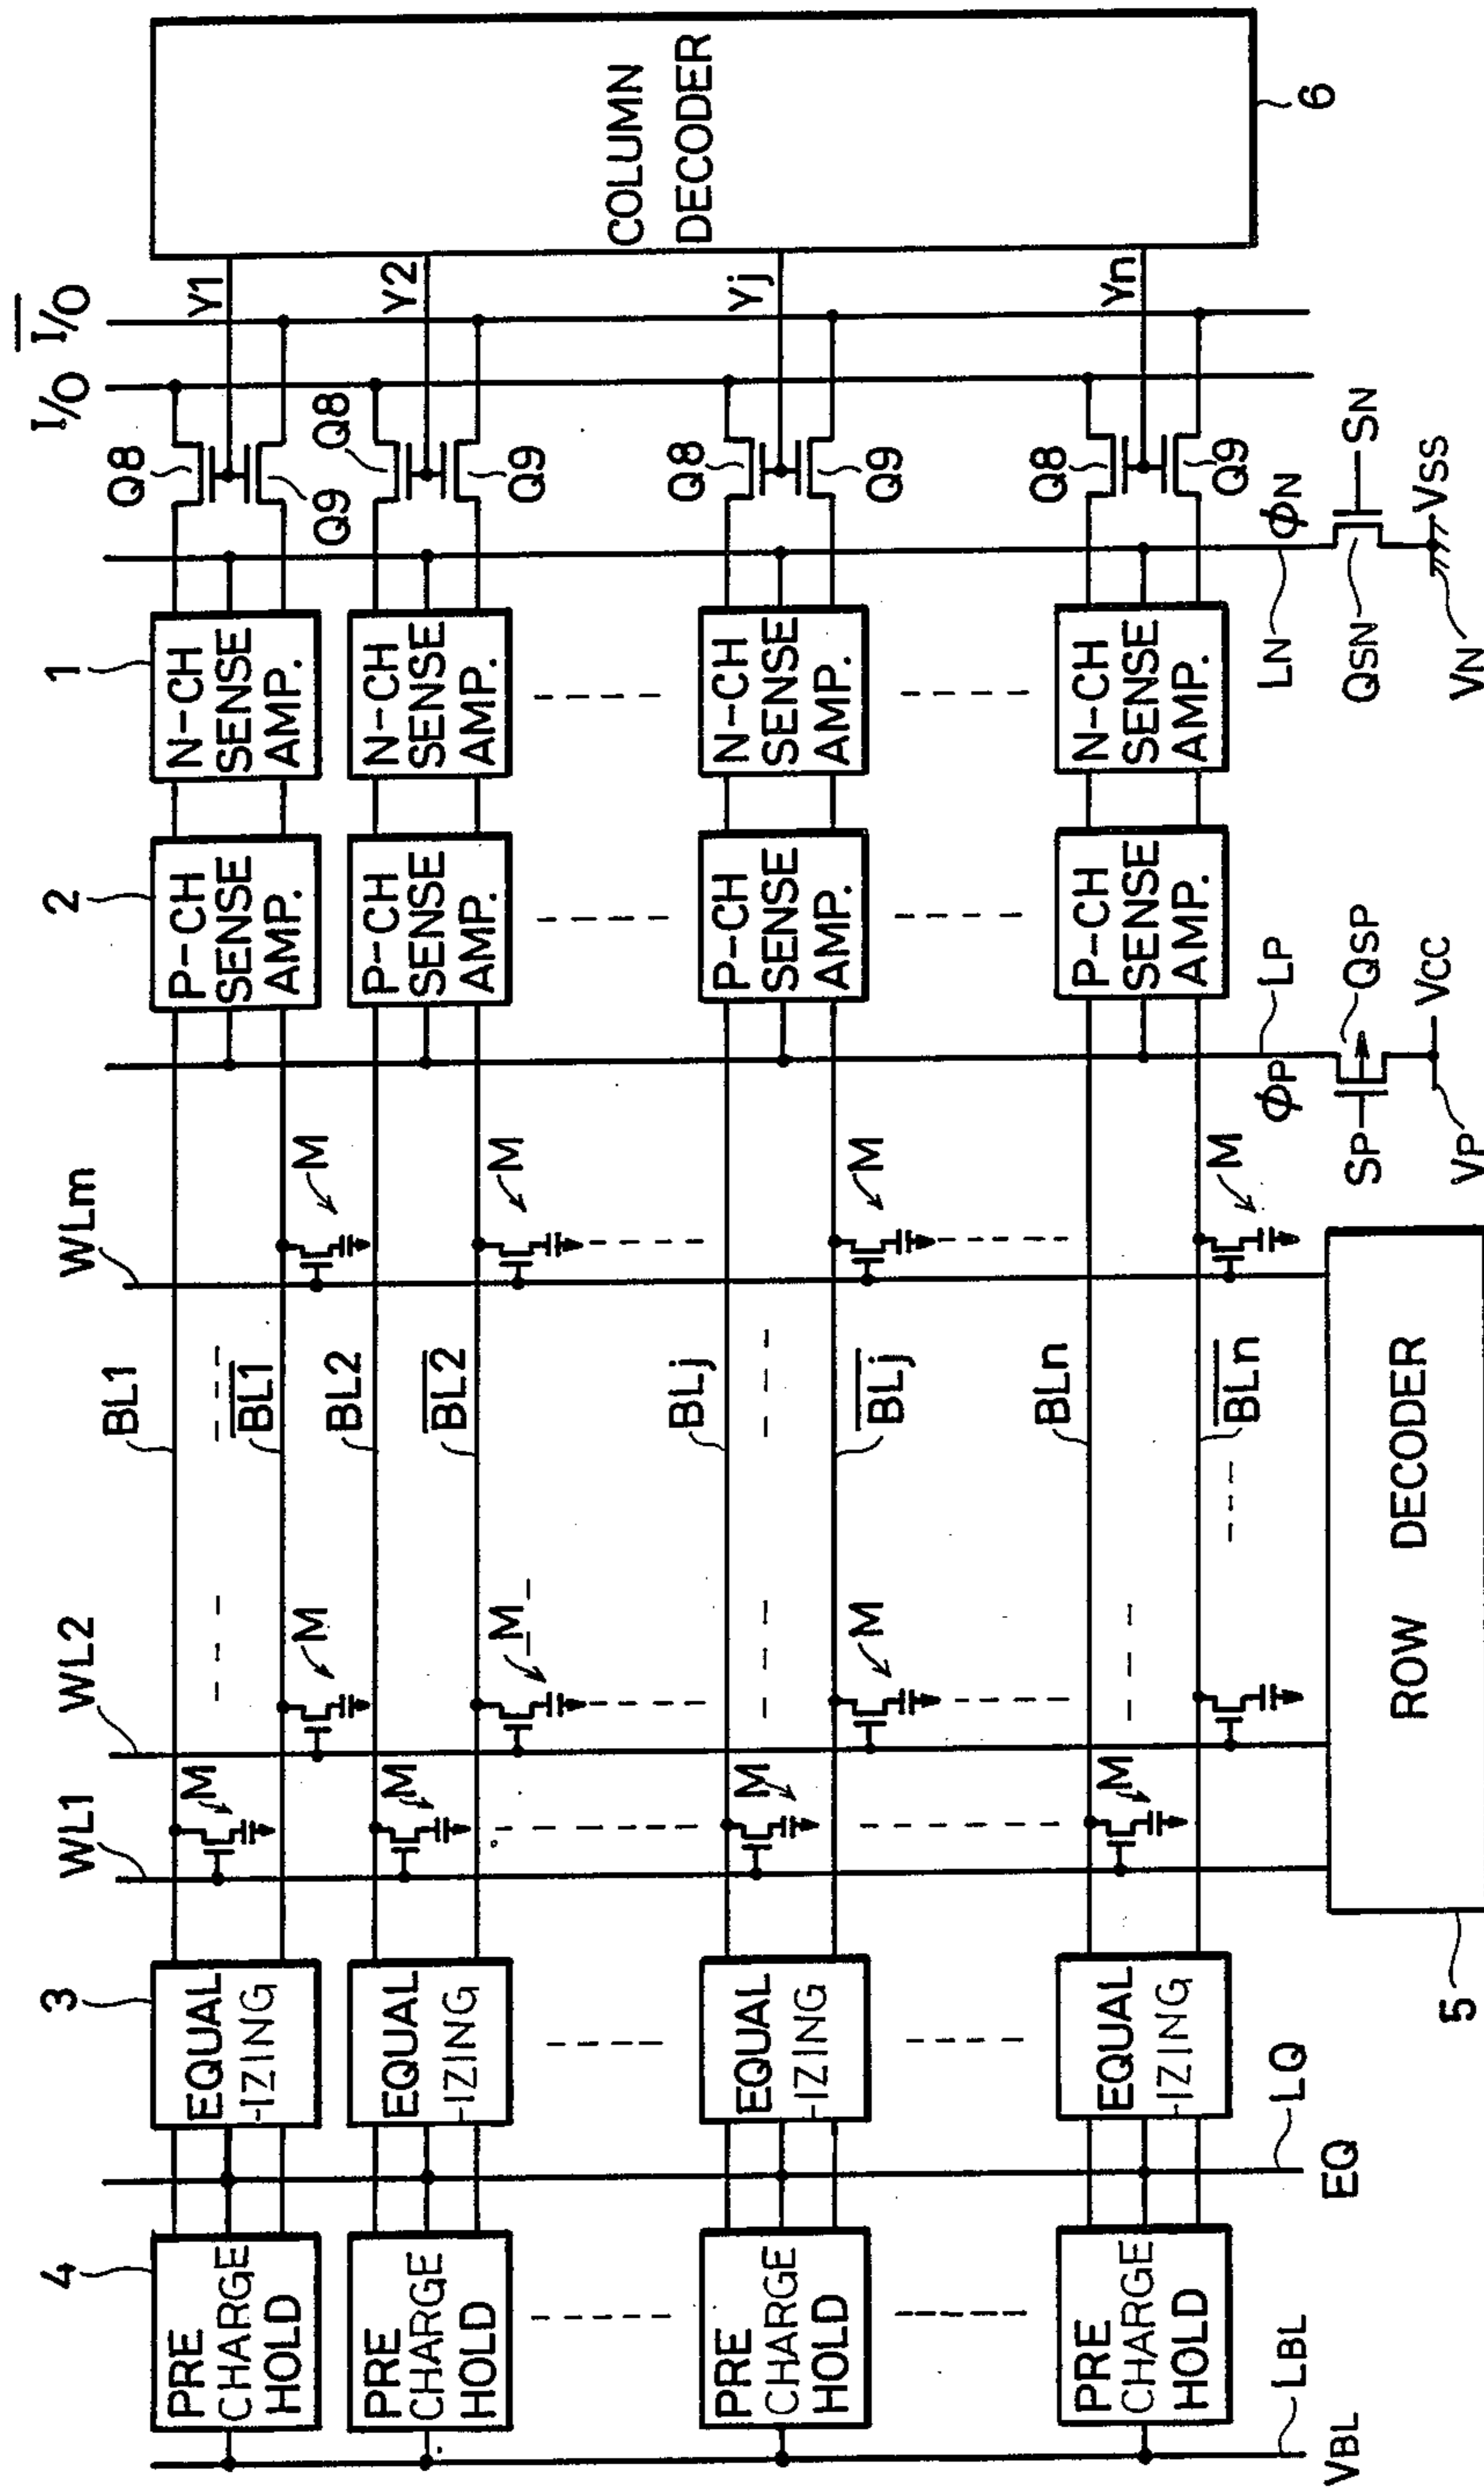 4
3
WL1
WL2
WLm
2
1
I/O
I/O
PRE
CHARGE
HOLD
EQUAL
-IZING
M
M
BL1
BL1
M
P-CH
SENSE
AMP.
N-CH
SENSE
AMP.
Q8
Q9
Y1
PRE
CHARGE
HOLD
EQUAL
-IZING
M
M
BL2
BL2
M
P-CH
SENSE
AMP.
N-CH
SENSE
AMP.
Q8
Q9
Y2
COLUMN
DECODER
PRE
CHARGE
HOLD
EQUAL
-IZING
M
M
BLj
BLj
M
P-CH
SENSE
AMP.
N-CH
SENSE
AMP.
Q8
Q9
Yj
PRE
CHARGE
HOLD
EQUAL
-IZING
M
BLn
BLn
M
P-CH
SENSE
AMP.
N-CH
SENSE
AMP.
Q8
Q9
Yn
LBL
VBL
LQ
EQ
5
ROW DECODER
ΦP
LP
SP
QSP
VP
VCC
LN
ΦN
QSN
SN
VN
VSS
6